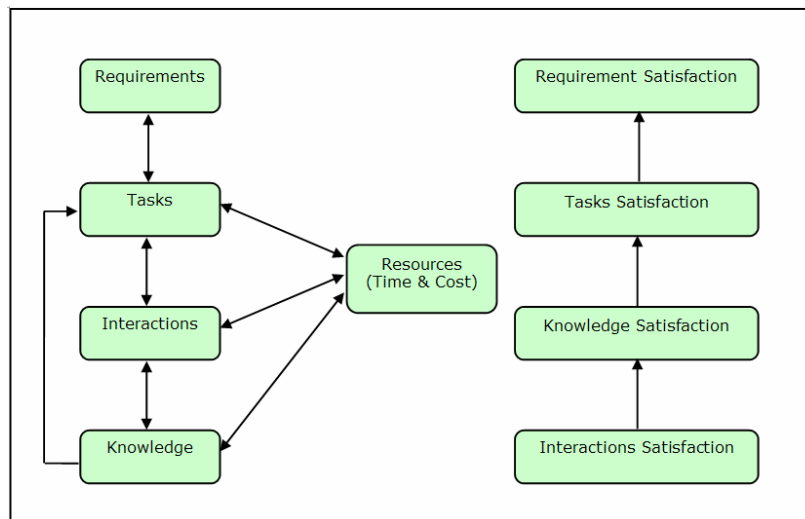 Requirements
Requirement Satisfaction
Tasks
Tasks Satisfaction
Resources
(Time & Cost)
Interactions
Knowledge Satisfaction
Knowledge
Interactions Satisfaction